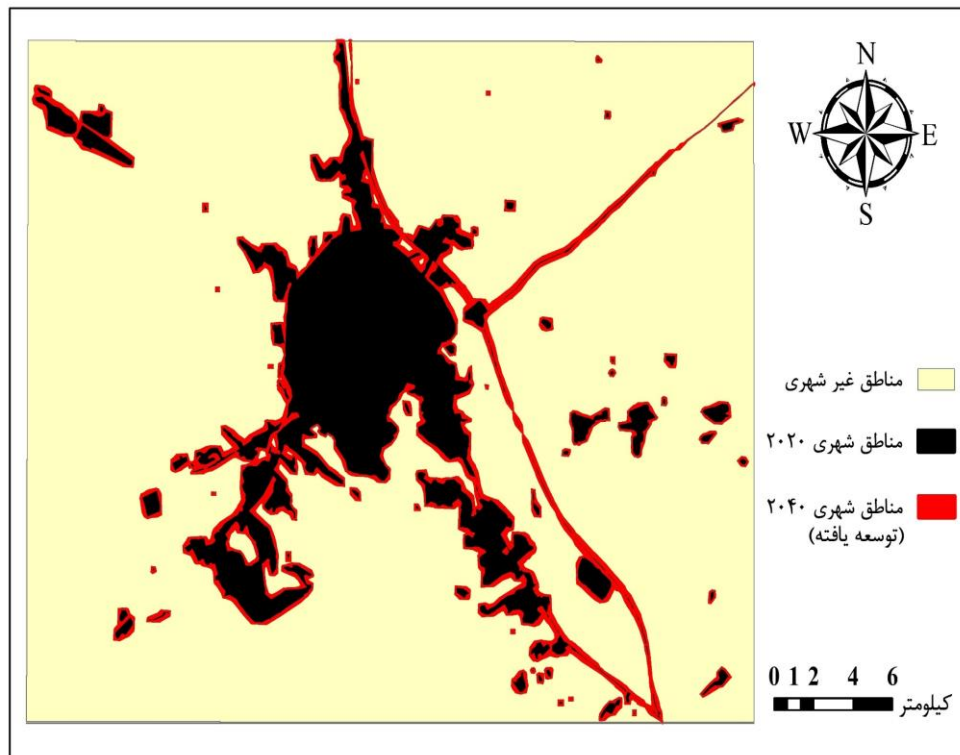 N
W E
S
مناطق غیر شهری
مناطق شهری ۲۰۲۰
مناطق شهری ۲۰۴۰
(توسعه یافته)
0 1 2 4 6
کیلومتر